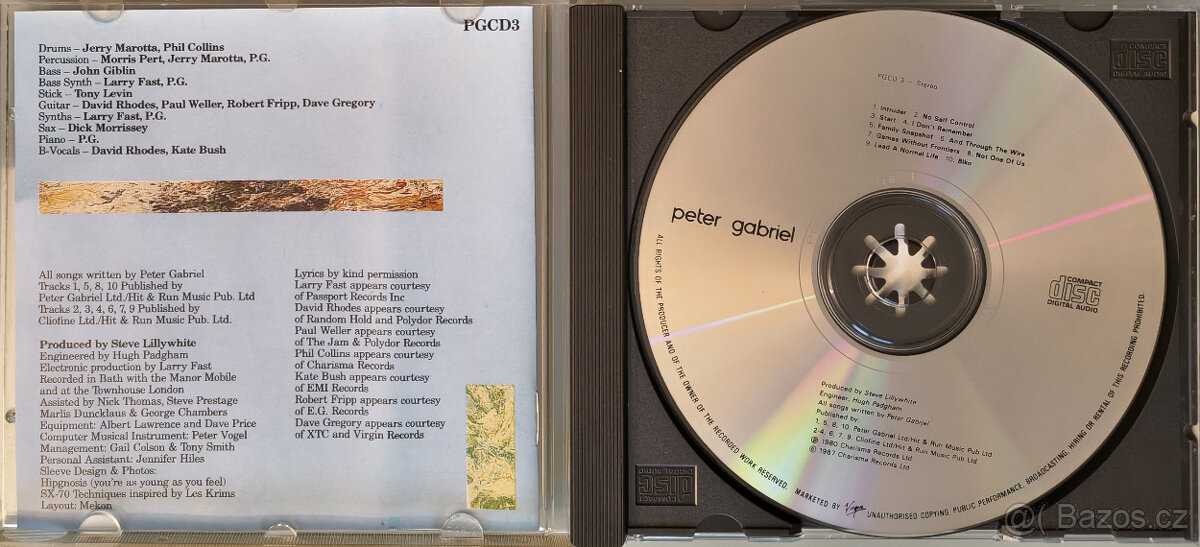 PGCD3
Drums – Jerry Marotta, Phil Collins
Percussion – Morris Pert, Jerry Marotta, P.G.
Bass – John Giblin
Bass Synth – Larry Fast, P.G.
Stick – Tony Levin
Guitar – David Rhodes, Paul Weller, Robert Fripp, Dave Gregory
Synths – Larry Fast, P.G.
Sax – Dick Morrissey
Piano – P.G.
B-Vocals – David Rhodes, Kate Bush
All songs written by Peter Gabriel
Tracks 1, 5, 8, 10 Published by
Peter Gabriel Ltd/Hit & Run Music Pub. Ltd
Tracks 2, 3, 4, 6, 7, 9 Published by
Cliofine Ltd/Hit & Run Music Pub. Ltd.
Produced by Steve Lillywhite
Engineered by Hugh Padgham
Electronic production by Larry Fast
Recorded in Bath with the Manor Mobile
and at the Townhouse London
Assisted by Nick Thomas, Steve Prestage
Marlis Duncklaus & George Chambers
Equipment: Albert Lawrence and Dave Price
Computer Musical Instrument: Peter Vogel
Management: Gail Colson & Tony Smith
Personal Assistant: Jennifer Hiles
Sleeve Design & Photos:
Hipgnosis (you're as young as you feel)
SX-70 Techniques inspired by Les Krims
Layout: Mekon
Lyrics by kind permission
Larry Fast appears courtesy
of Passport Records Inc
David Rhodes appears courtesy
of Random Hold and Polydor Records
Paul Weller appears courtesy
of The Jam & Polydor Records
Phil Collins appears courtesy
of Charisma Records
Kate Bush appears courtesy
of EMI Records
Robert Fripp appears courtesy
of E.G. Records
Dave Gregory appears courtesy
of XTC and Virgin Records
COMPACT
disc
DIGITAL AUDIO
PGCD 3 - Stereo
1. Intruder 2. No Self Control
3. Start 4. I Don't Remember
5. Family Snapshot 6. And Through The Wire
7. Games Without Frontiers 8. Not One Of Us
9. Lead A Normal Life 10. Biko
peter gabriel
COMPACT
disc
DIGITAL AUDIO
Produced by Steve Lillywhite
Engineer: Hugh Padgham
All songs written by Peter Gabriel
Published by:
1, 5, 8, 10. Peter Gabriel Ltd/Hit & Run Music Pub Ltd
2-4, 6, 7, 9. Cliofine Ltd/Hit & Run Music Pub Ltd
℗ 1980 Charisma Records Ltd
© 1987 Charisma Records Ltd
ALL RIGHTS OF THE PRODUCER AND OF THE OWNER OF THE RECORDED WORK RESERVED. MARKETED BY Virgin UNAUTHORISED COPYING, PUBLIC PERFORMANCE, BROADCASTING, HIRING OR RENTAL OF THIS RECORDING PROHIBITED.
COMPACT
disc
DIGITAL AUDIO
@( Bazos.cz